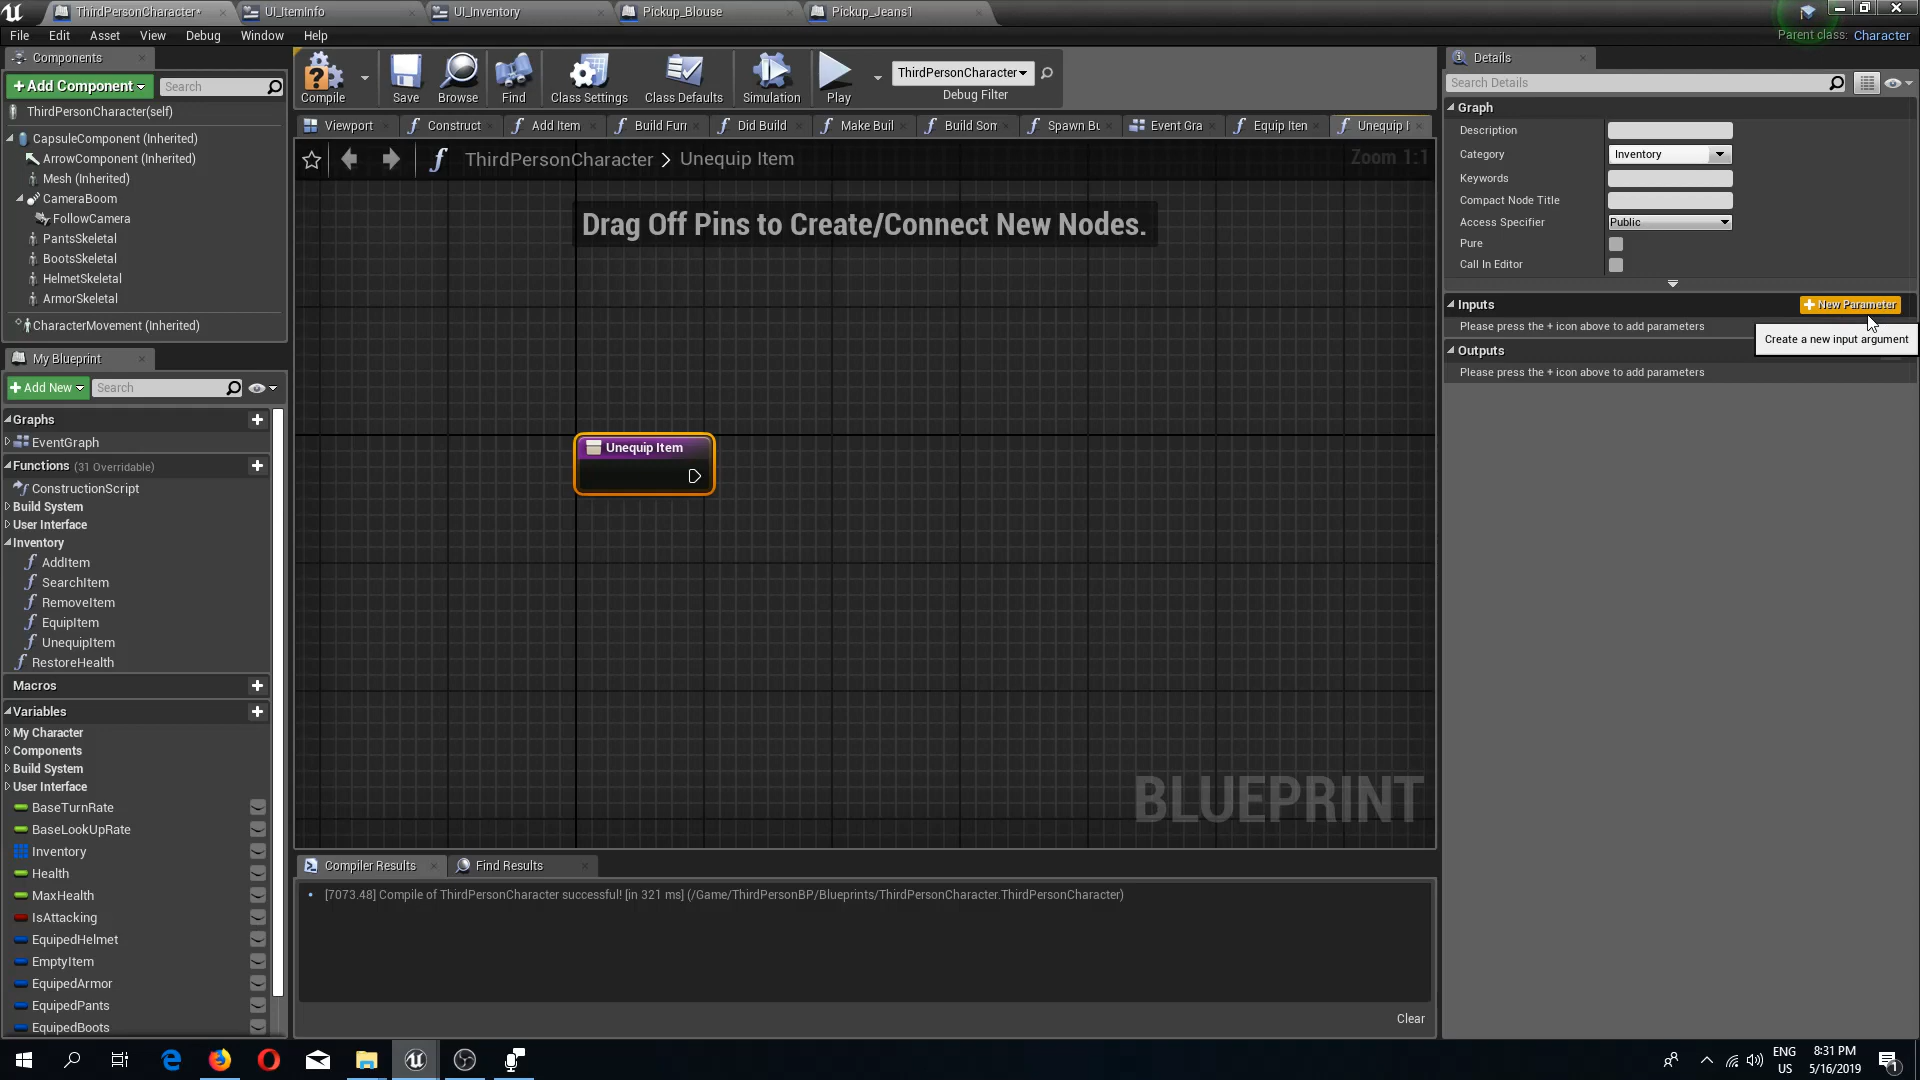 ThirdPersonCharacter*
UI_ItemInfo
UI_Inventory
Pickup_Blouse
Pickup_Jeans1
File
Edit
Asset
View
Debug
Window
Help
Parent class: Character
Components
+Add Component
Search
ThirdPersonCharacter(self)
CapsuleComponent (Inherited)
ArrowComponent (Inherited)
Mesh (Inherited)
CameraBoom
FollowCamera
PantsSkeletal
BootsSkeletal
HelmetSkeletal
ArmorSkeletal
CharacterMovement (Inherited)
My Blueprint
+Add New
Search
Graphs
EventGraph
Functions (31 Overridable)
ConstructionScript
Build System
User Interface
Inventory
AddItem
SearchItem
RemoveItem
EquipItem
UnequipItem
RestoreHealth
Macros
Variables
My Character
Components
Build System
User Interface
BaseTurnRate
BaseLookUpRate
Inventory
Health
MaxHealth
IsAttacking
EquipedHelmet
EmptyItem
EquipedArmor
EquipedPants
EquipedBoots
Compile
Save
Browse
Find
Class Settings
Class Defaults
Simulation
Play
ThirdPersonCharacter
Debug Filter
Viewport
Construct
Add Item
Build Furı
Did Build
Make Buil
Build Som
Spawn Bu
Event Gra
Equip Iten
Unequip I
ThirdPersonCharacter > Unequip Item
Zoom 1:1
Drag Off Pins to Create/Connect New Nodes.
Unequip Item
BLUEPRINT
Compiler Results
Find Results
[7073.48] Compile of ThirdPersonCharacter successful! [in 321 ms] (/Game/ThirdPersonBP/Blueprints/ThirdPersonCharacter.ThirdPersonCharacter)
Clear
Details
Search Details
Graph
Description
Category
Inventory
Keywords
Compact Node Title
Access Specifier
Public
Pure
Call In Editor
Inputs
+ New Parameter
Please press the + icon above to add parameters
Create a new input argument
Outputs
Please press the + icon above to add parameters
ENG
US
8:31 PM
5/16/2019
1